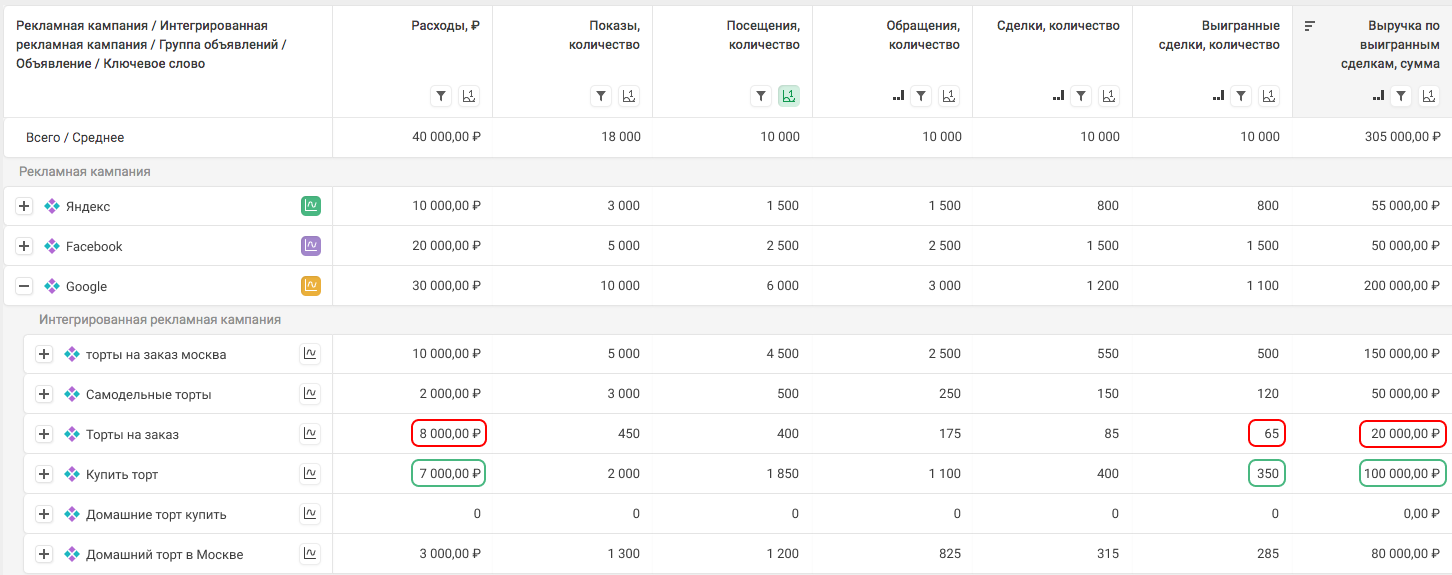 Рекламная кампания / Интегрированная рекламная кампания / Группа объявлений / Объявление / Ключевое слово
Расходы, ₽
Показы, количество
Посещения, количество
Обращения, количество
Сделки, количество
Выигранные сделки, количество
Выручка по выигранным сделкам, сумма
Всего / Среднее 40 000,00 ₽ 18 000 10 000 10 000 10 000 10 000 305 000,00 ₽
Рекламная кампания
Яндекс 10 000,00 ₽ 3 000 1 500 1 500 800 800 55 000,00 ₽
Facebook 20 000,00 ₽ 5 000 2 500 2 500 1 500 1 500 50 000,00 ₽
Google 30 000,00 ₽ 10 000 6 000 3 000 1 200 1 100 200 000,00 ₽
Интегрированная рекламная кампания
торты на заказ москва 10 000,00 ₽ 5 000 4 500 2 500 550 500 150 000,00 ₽
Самодельные торты 2 000,00 ₽ 3 000 500 250 150 120 50 000,00 ₽
Торты на заказ 8 000,00 ₽ 450 400 175 85 65 20 000,00 ₽
Купить торт 7 000,00 ₽ 2 000 1 850 1 100 400 350 100 000,00 ₽
Домашние торт купить 0 0 0 0 0 0 0,00 ₽
Домашний торт в Москве 3 000,00 ₽ 1 300 1 200 825 315 285 80 000,00 ₽